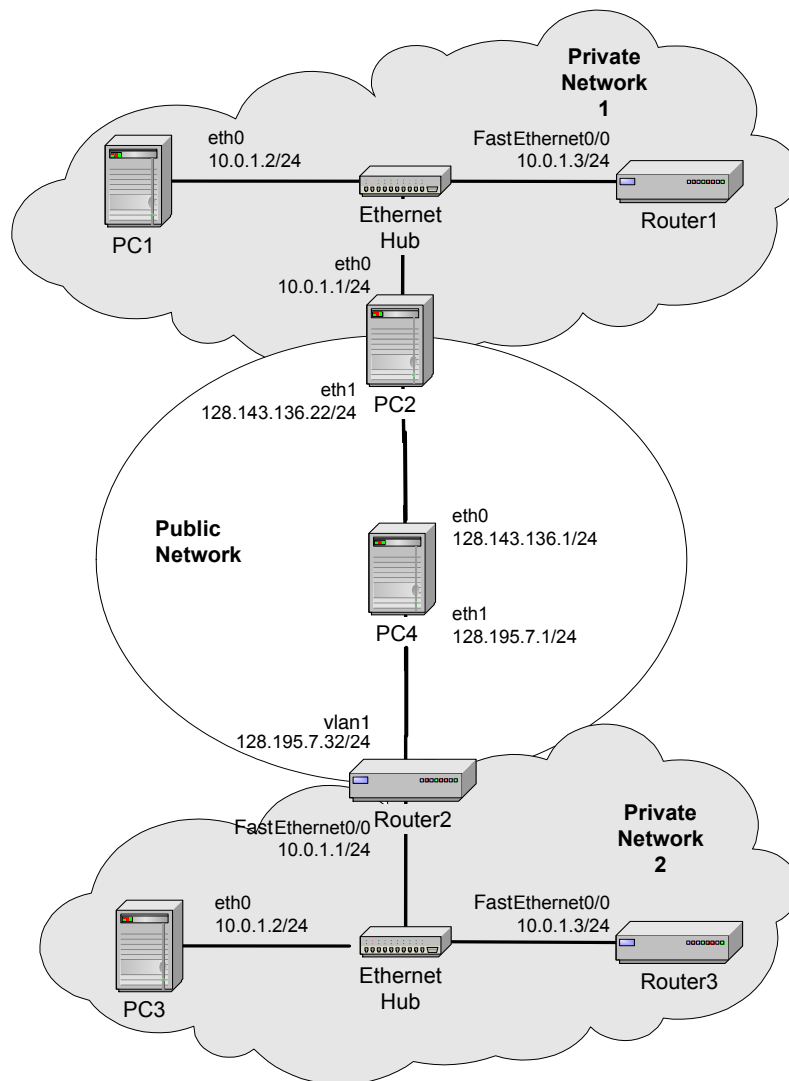 Private
Network
1
eth0
10.0.1.2/24
FastEthernet0/0
10.0.1.3/24
PC1
Ethernet
Hub
Router1
eth0
10.0.1.1/24
eth1
128.143.136.22/24
PC2
Public
Network
eth0
128.143.136.1/24
PC4
eth1
128.195.7.1/24
vlan1
128.195.7.32/24
Router2
FastEthernet0/0
10.0.1.1/24
Private
Network
2
eth0
10.0.1.2/24
FastEthernet0/0
10.0.1.3/24
PC3
Ethernet
Hub
Router3